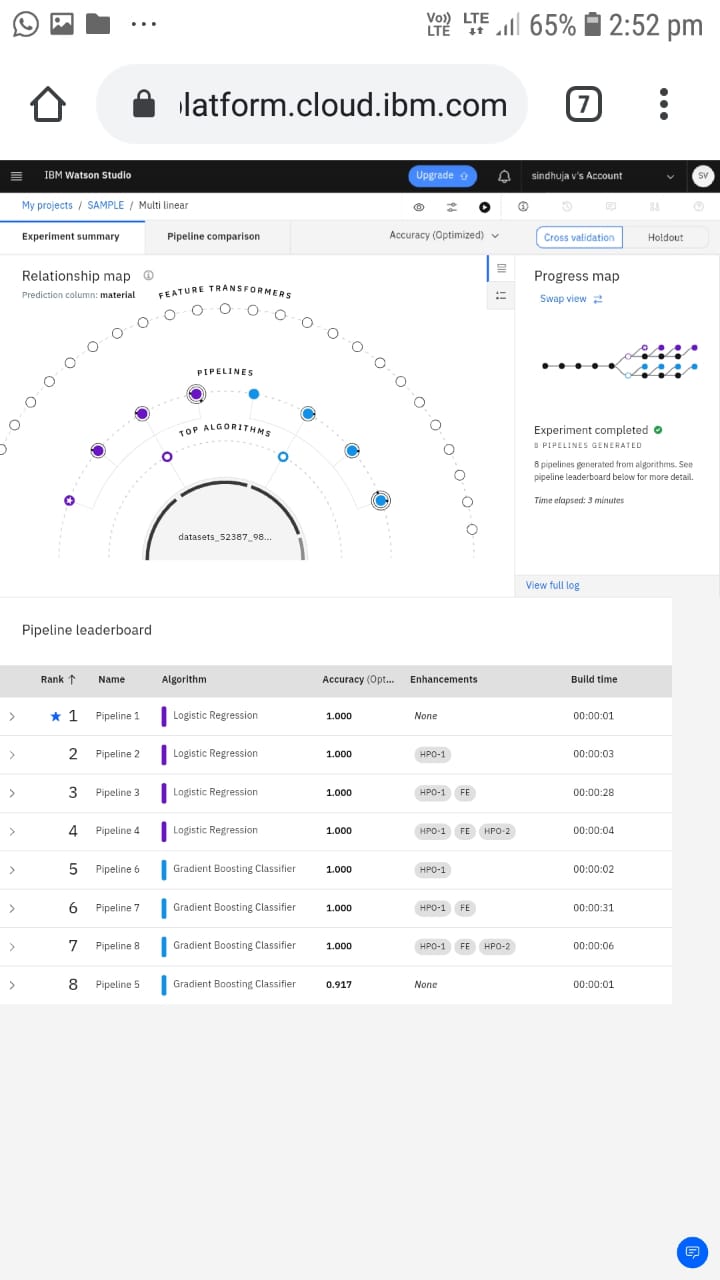 Vo)) LTE LTE 65% 2:52 pm
latform.cloud.ibm.com 7
IBM Watson Studio Upgrade sindhuja v's Account SV
My projects / SAMPLE / Multi linear
Experiment summary Pipeline comparison Accuracy (Optimized) Cross validation Holdout
Relationship map
Prediction column: material
FEATURE TRANSFORMERS
PIPELINES
TOP ALGORITHMS
datasets_52387_98...
Progress map
Swap view
Experiment completed
8 PIPELINES GENERATED
8 pipelines generated from algorithms. See
pipeline leaderboard below for more detail.
Time elapsed: 3 minutes
View full log
Pipeline leaderboard
Rank ↑ Name Algorithm Accuracy (Opt... Enhancements Build time
★ 1 Pipeline 1 Logistic Regression 1.000 None 00:00:01
2 Pipeline 2 Logistic Regression 1.000 HPO-1 00:00:03
3 Pipeline 3 Logistic Regression 1.000 HPO-1 FE 00:00:28
4 Pipeline 4 Logistic Regression 1.000 HPO-1 FE HPO-2 00:00:04
5 Pipeline 6 Gradient Boosting Classifier 1.000 HPO-1 00:00:02
6 Pipeline 7 Gradient Boosting Classifier 1.000 HPO-1 FE 00:00:31
7 Pipeline 8 Gradient Boosting Classifier 1.000 HPO-1 FE HPO-2 00:00:06
8 Pipeline 5 Gradient Boosting Classifier 0.917 None 00:00:01